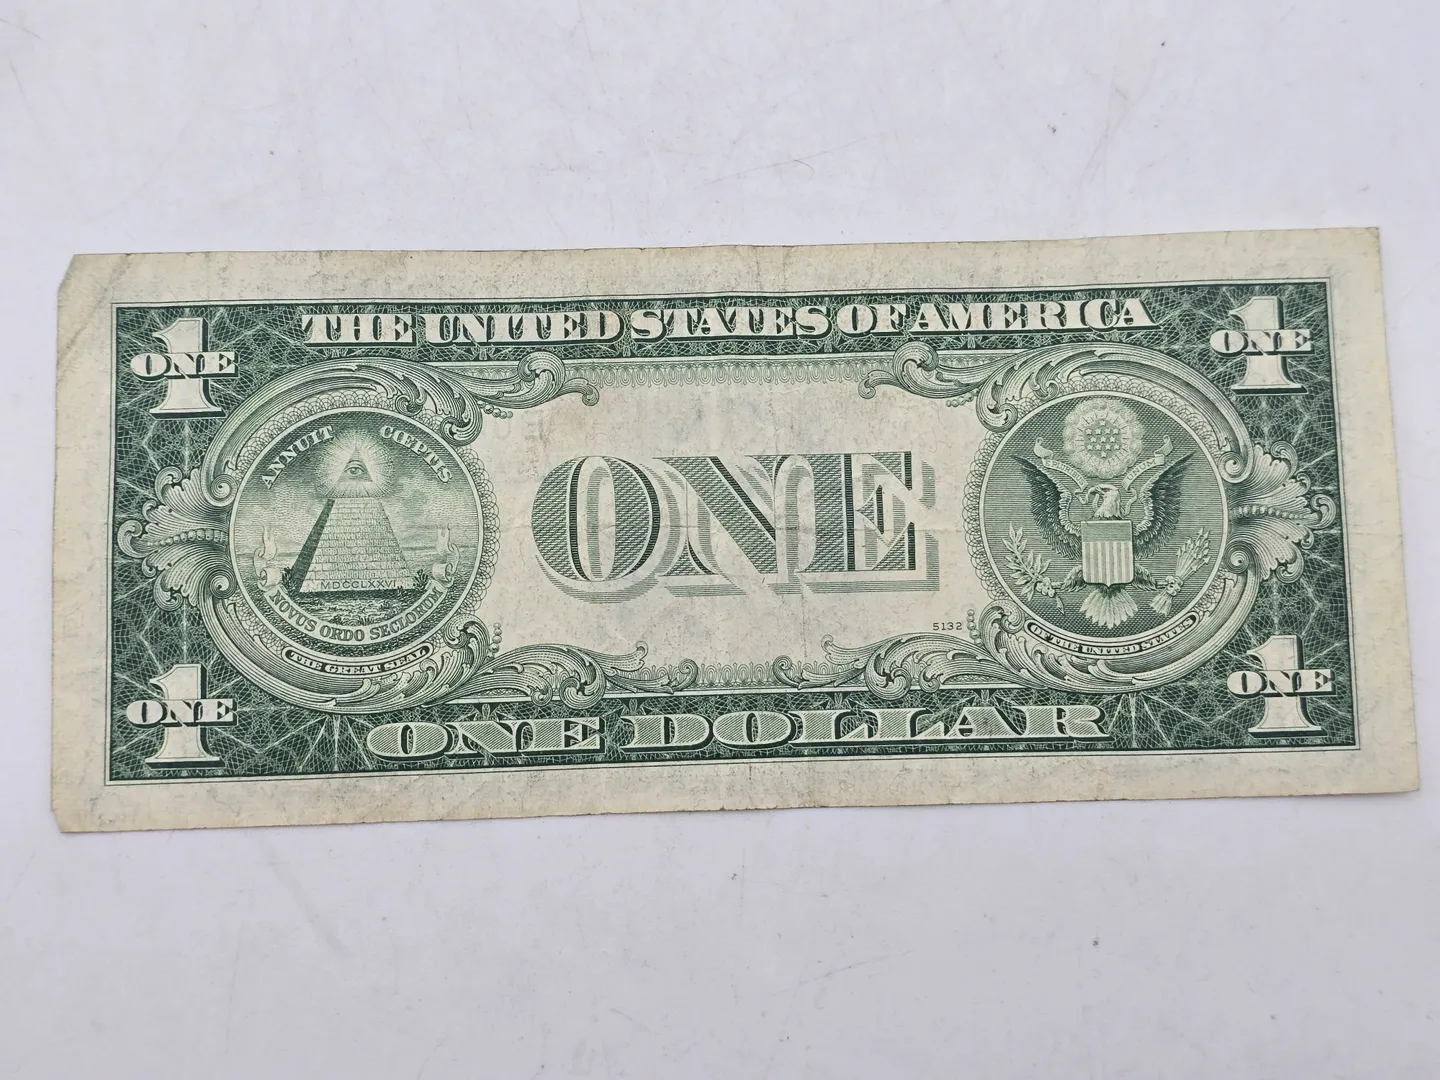 THE UNITED STATES OF AMERICA
1
ONE
1
ONE
ANNUIT CŒPTIS
MDCCLXXVI
NOVUS ORDO SECLORUM
THE GREAT SEAL
ONE
5132
OF THE UNITED STATES
1
ONE
1
ONE
ONE DOLLAR